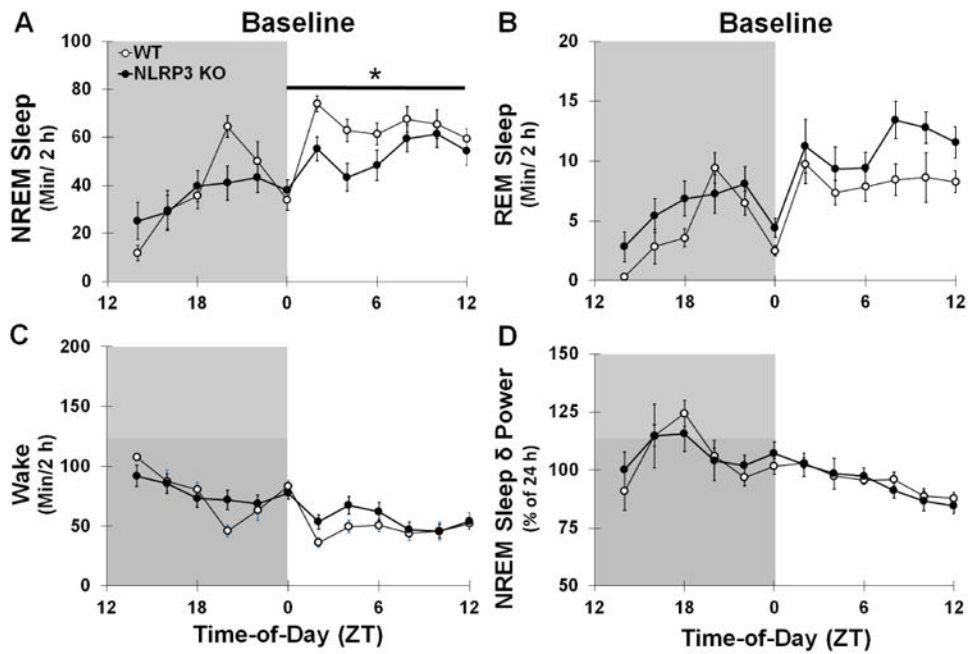 A
Baseline
NREM Sleep
(Min/ 2 h)
100
80
60
40
20
0
WT
NLRP3 KO
*
12
18
0
6
12
B
Baseline
REM Sleep
(Min/ 2 h)
20
15
10
5
0
12
18
0
6
12
C
Wake
(Min/2 h)
200
150
100
50
0
12
18
0
6
12
Time-of-Day (ZT)
D
NREM Sleep δ Power
(% of 24 h)
150
125
100
75
50
12
18
0
6
12
Time-of-Day (ZT)